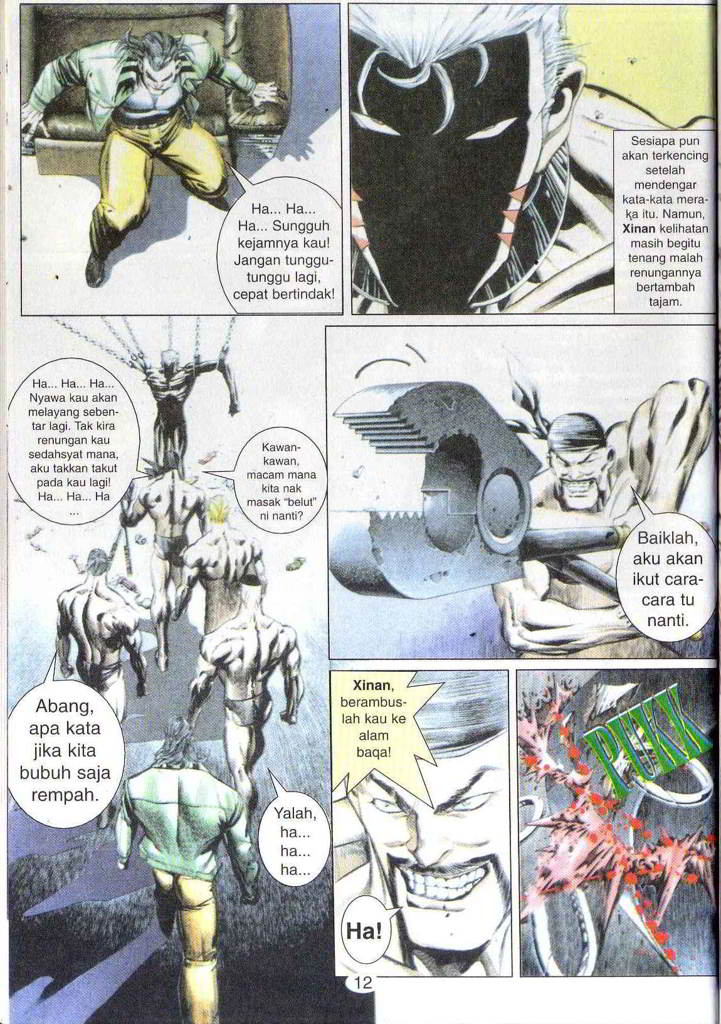 Ha... Ha...
Ha... Sungguh
kejamnya kau!
Jangan tunggu-
tunggu lagi,
cepat bertindak!
Sesiapa pun
akan terkencing
setelah
mendengar
kata-kata mera-
ka itu. Namun,
Xinan kelihatan
masih begitu
tenang malah
renungannya
bertambah
tajam.
Ha... Ha... Ha...
Nyawa kau akan
melayang seben-
tar lagi. Tak kira
renungan kau
sedahsyat mana,
aku takkan takut
pada kau lagi!
Ha... Ha... Ha
...
Kawan-
kawan,
macam mana
kita nak
masak "belut"
ni nanti?
Abang,
apa kata
jika kita
bubuh saja
rempah.
Yalah,
ha...
ha...
ha...
Baiklah,
aku akan
ikut cara-
cara tu
nanti.
Xinan,
berambus-
lah kau ke
alam
baqa!
Ha!
PUKK
12